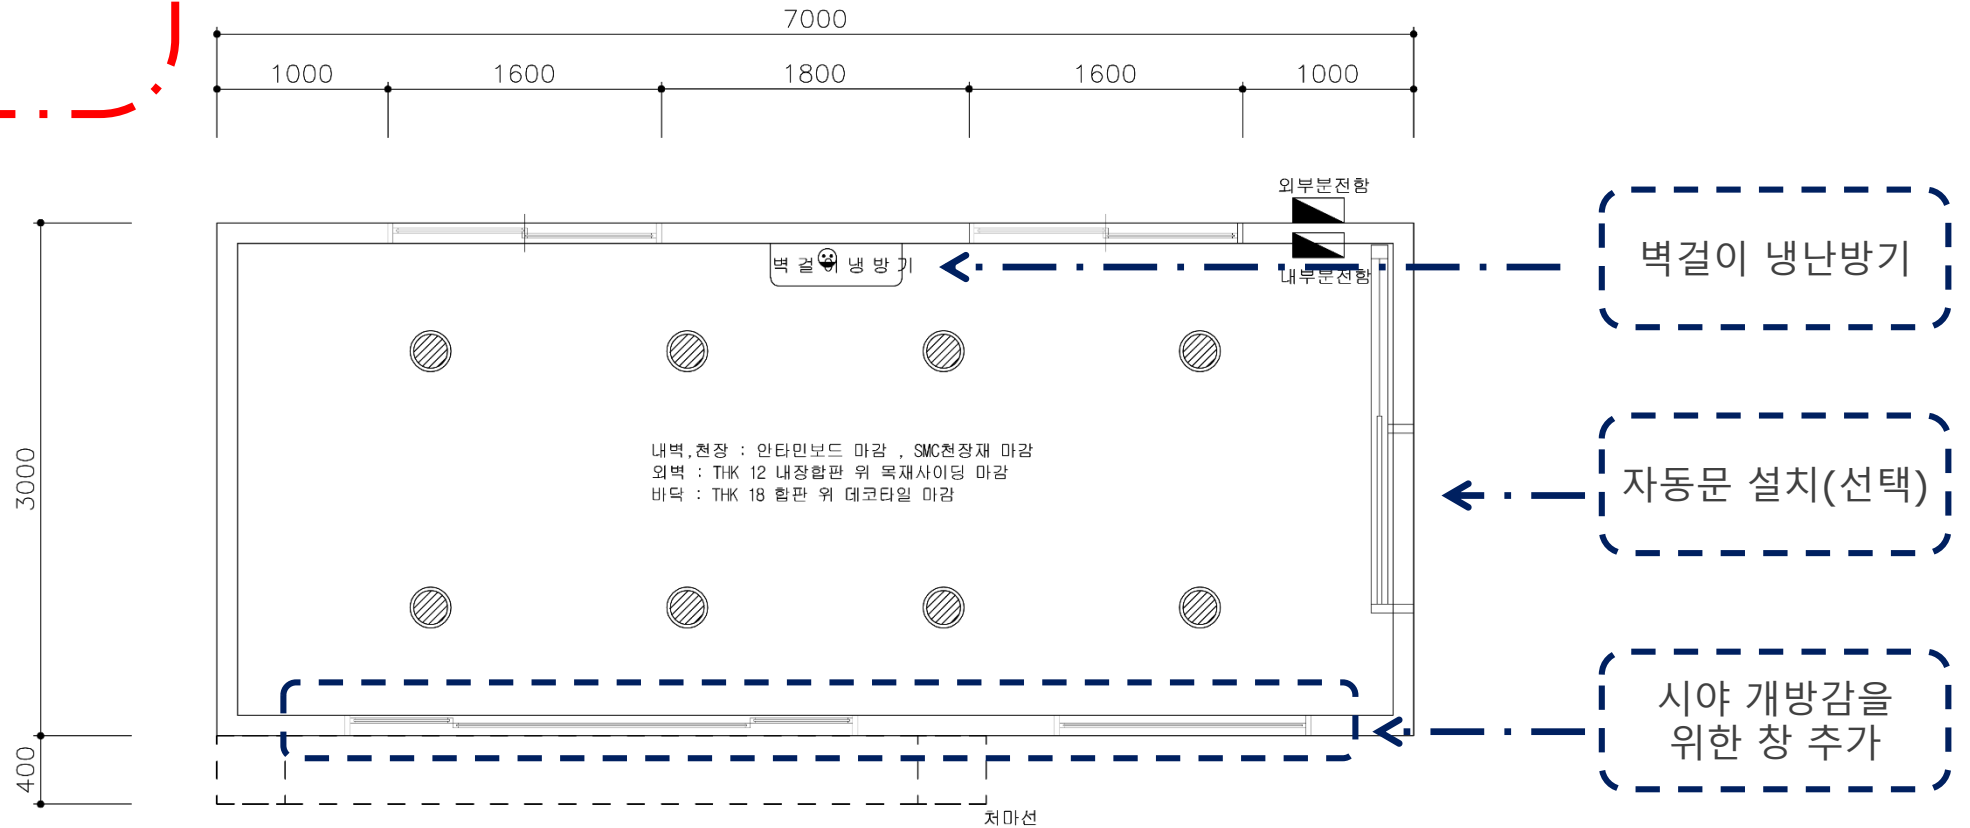 7000
1000 1600 1800 1600 1000
외부분전함
벽걸이 냉난방기
벽 걸 이 냉 방 기
내부분전함
3000
내벽,천장 : 안타민보드 마감 , SMC천장재 마감
외벽 : THK 12 내장합판 위 목재사이딩 마감
바닥 : THK 18 합판 위 데코타일 마감
자동문 설치(선택)
시야 개방감을
위한 창 추가
400
처마선